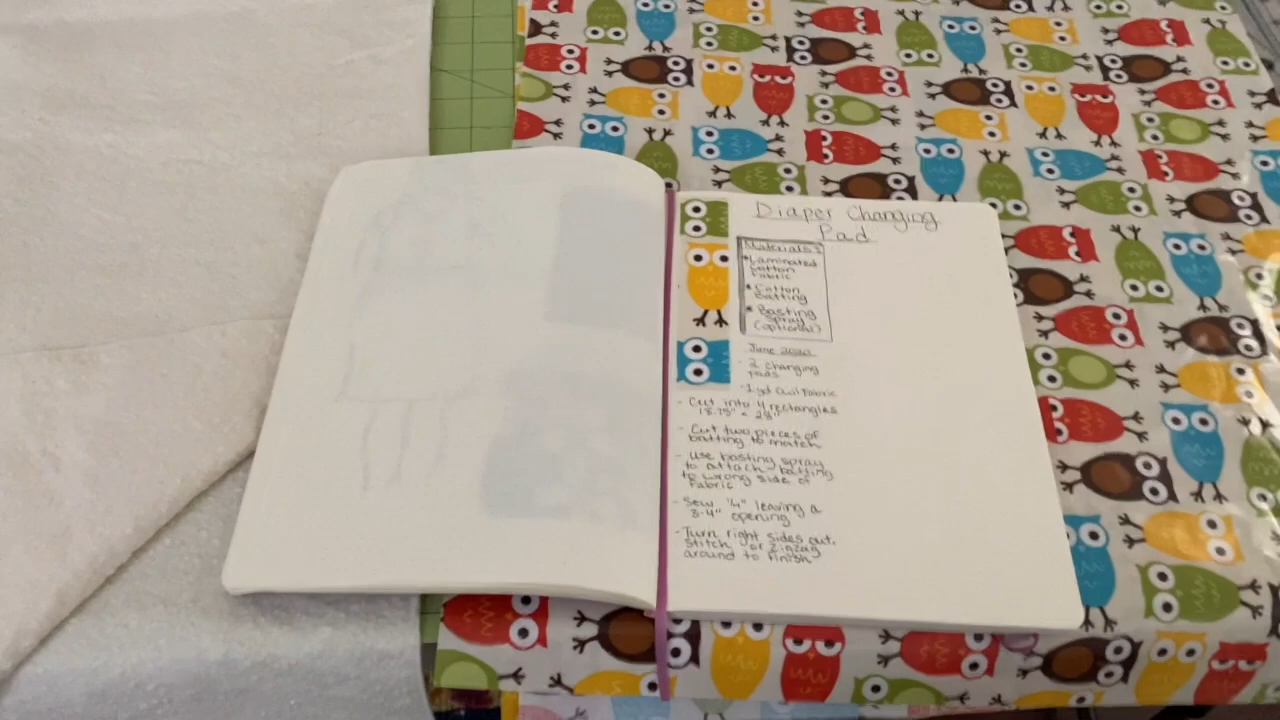 Diaper Changing
Pad
Materials:
• Laminated
Cotton
Fabric
• Cotton
Batting
• Basting
Spray
(optional)
June 2020
- 2 changing
pads
- 1 yd Owl Fabric
- Cut into 4 rectangles
18.75" x 28"
- Cut two pieces of
batting to match
- Use basting spray
to attach batting
to wrong side of
fabric
- Sew ¼" leaving a
3-4" opening
- Turn right sides out.
Stitch or zigzag
around to finish